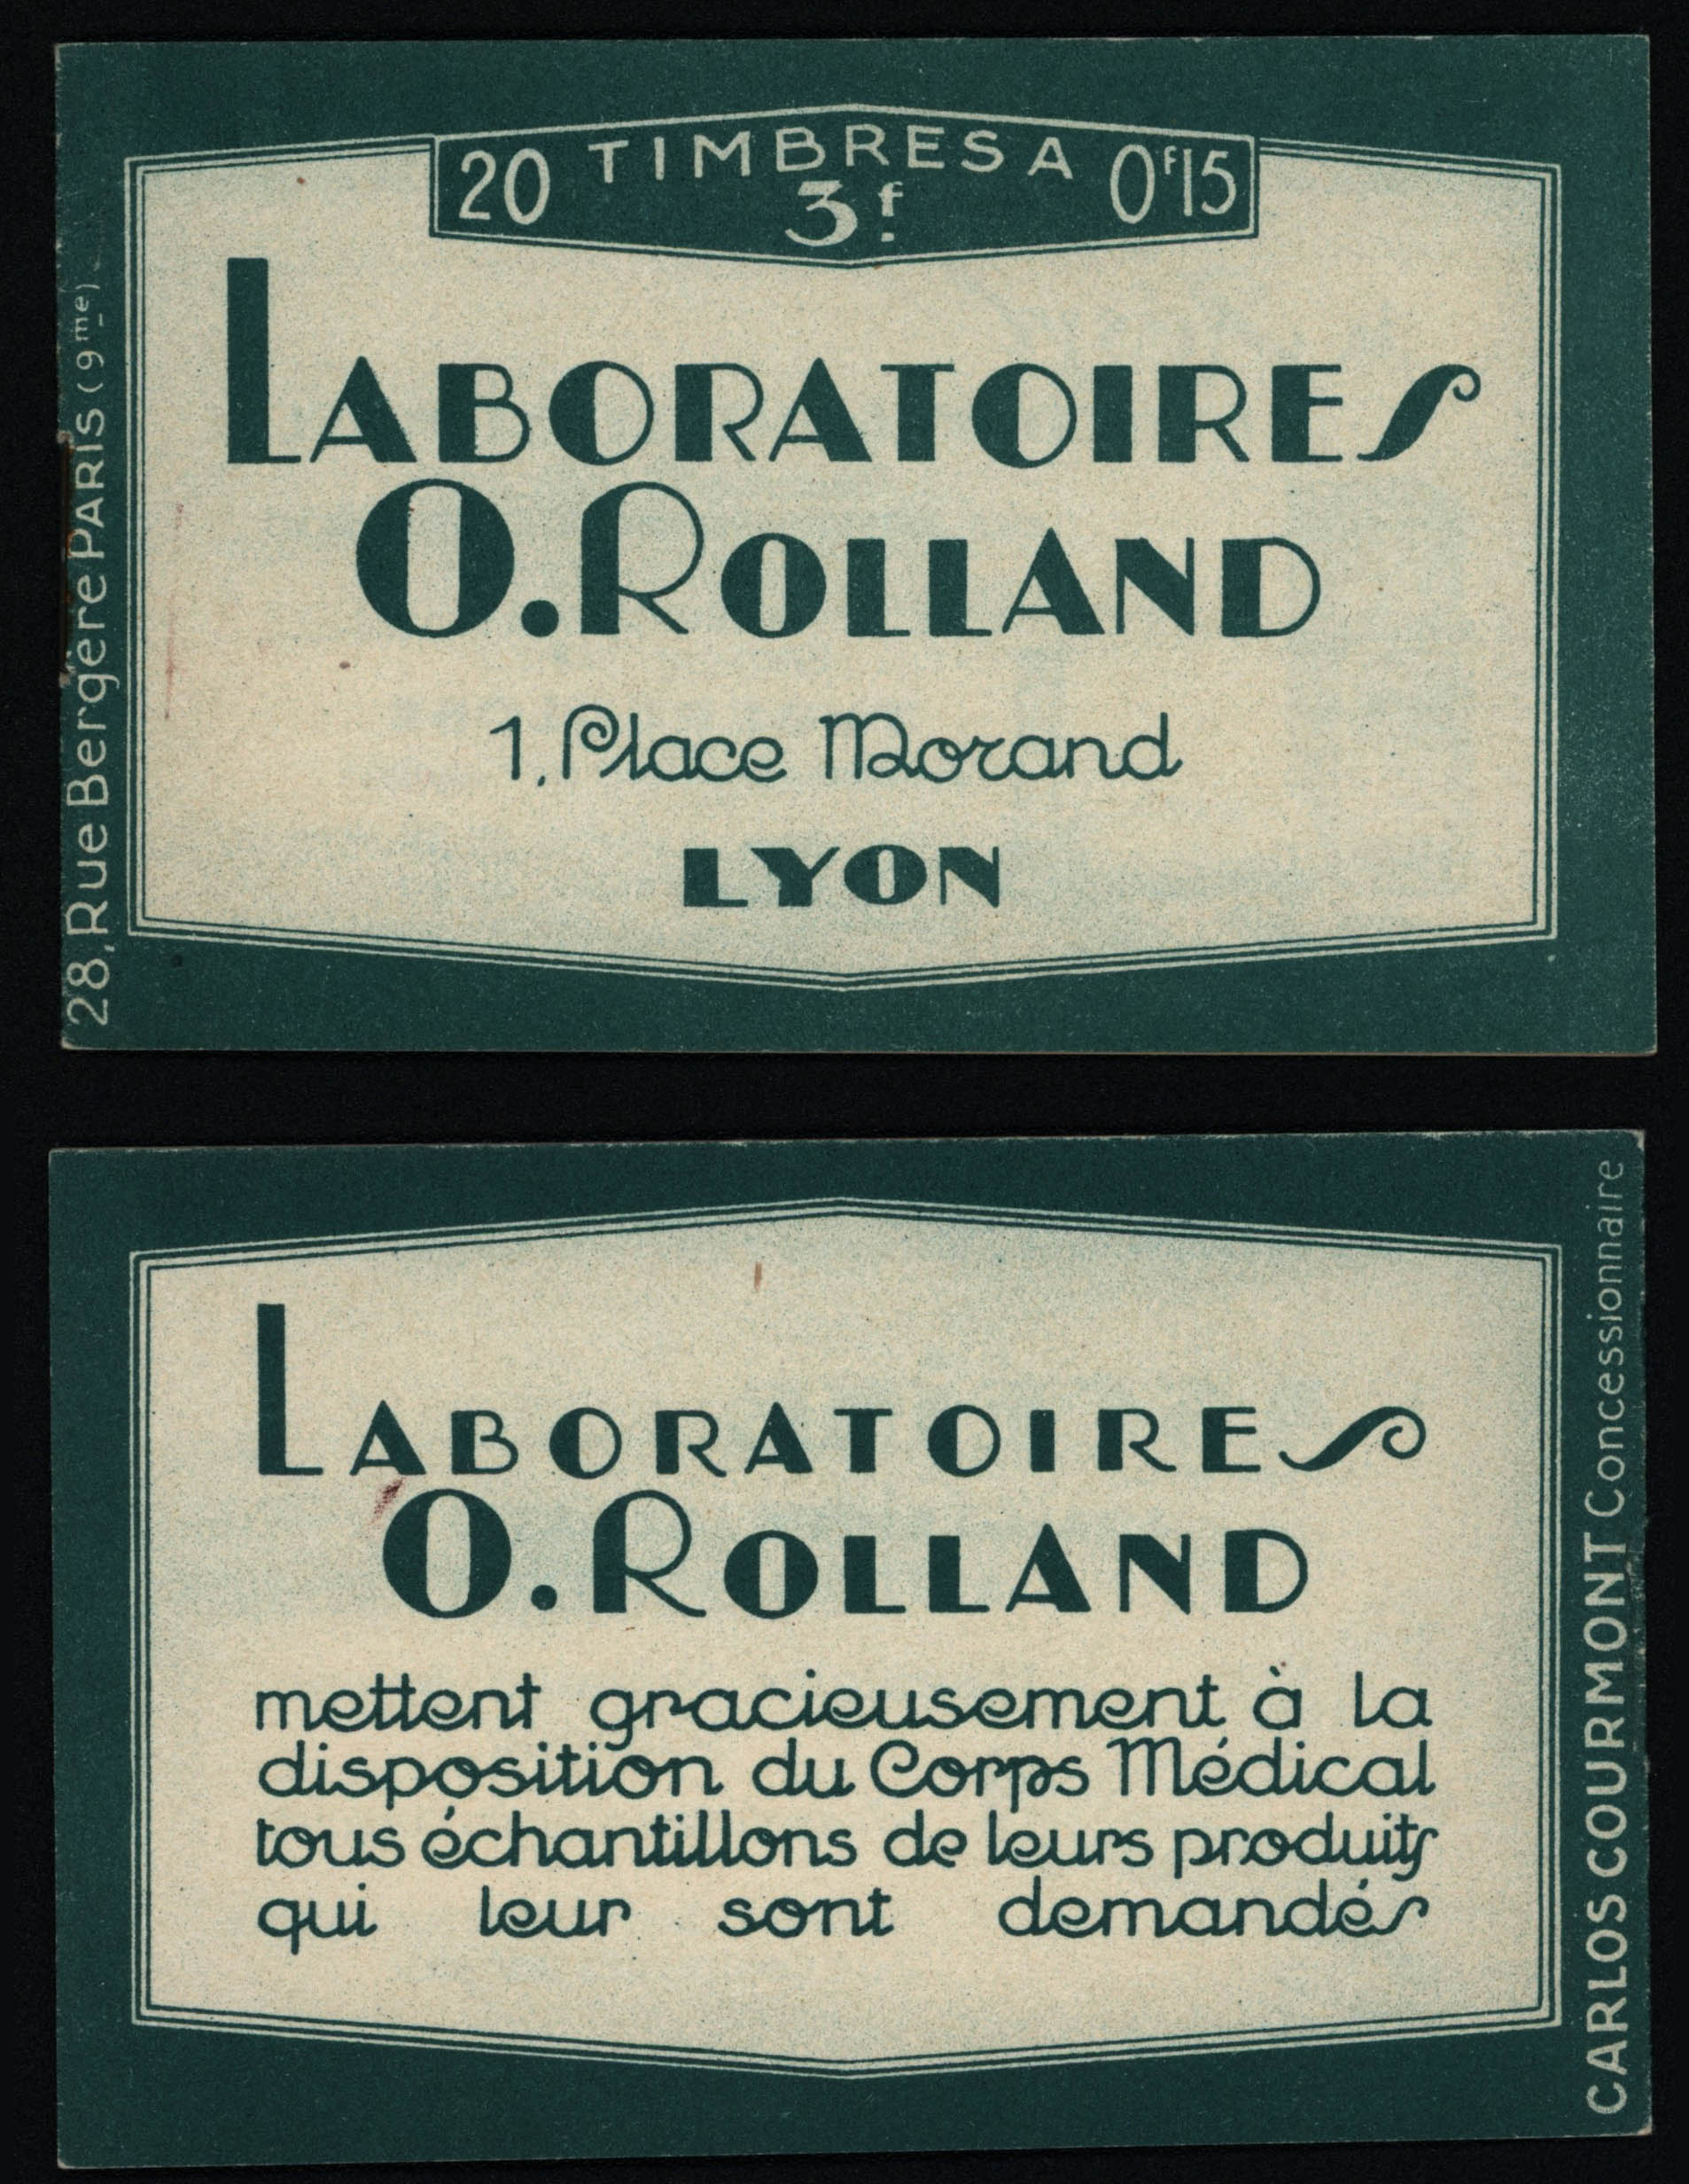 20 TIMBRES A 0f15
3f.
LABORATOIRES
O. ROLLAND
1, Place Morand
LYON
28, Rue Bergère PARIS (9me)
LABORATOIRES
O. ROLLAND
mettent gracieusement à la
disposition du Corps Médical
tous échantillons de leurs produits
qui leur sont demandés
CARLOS COURMONT Concessionnaire